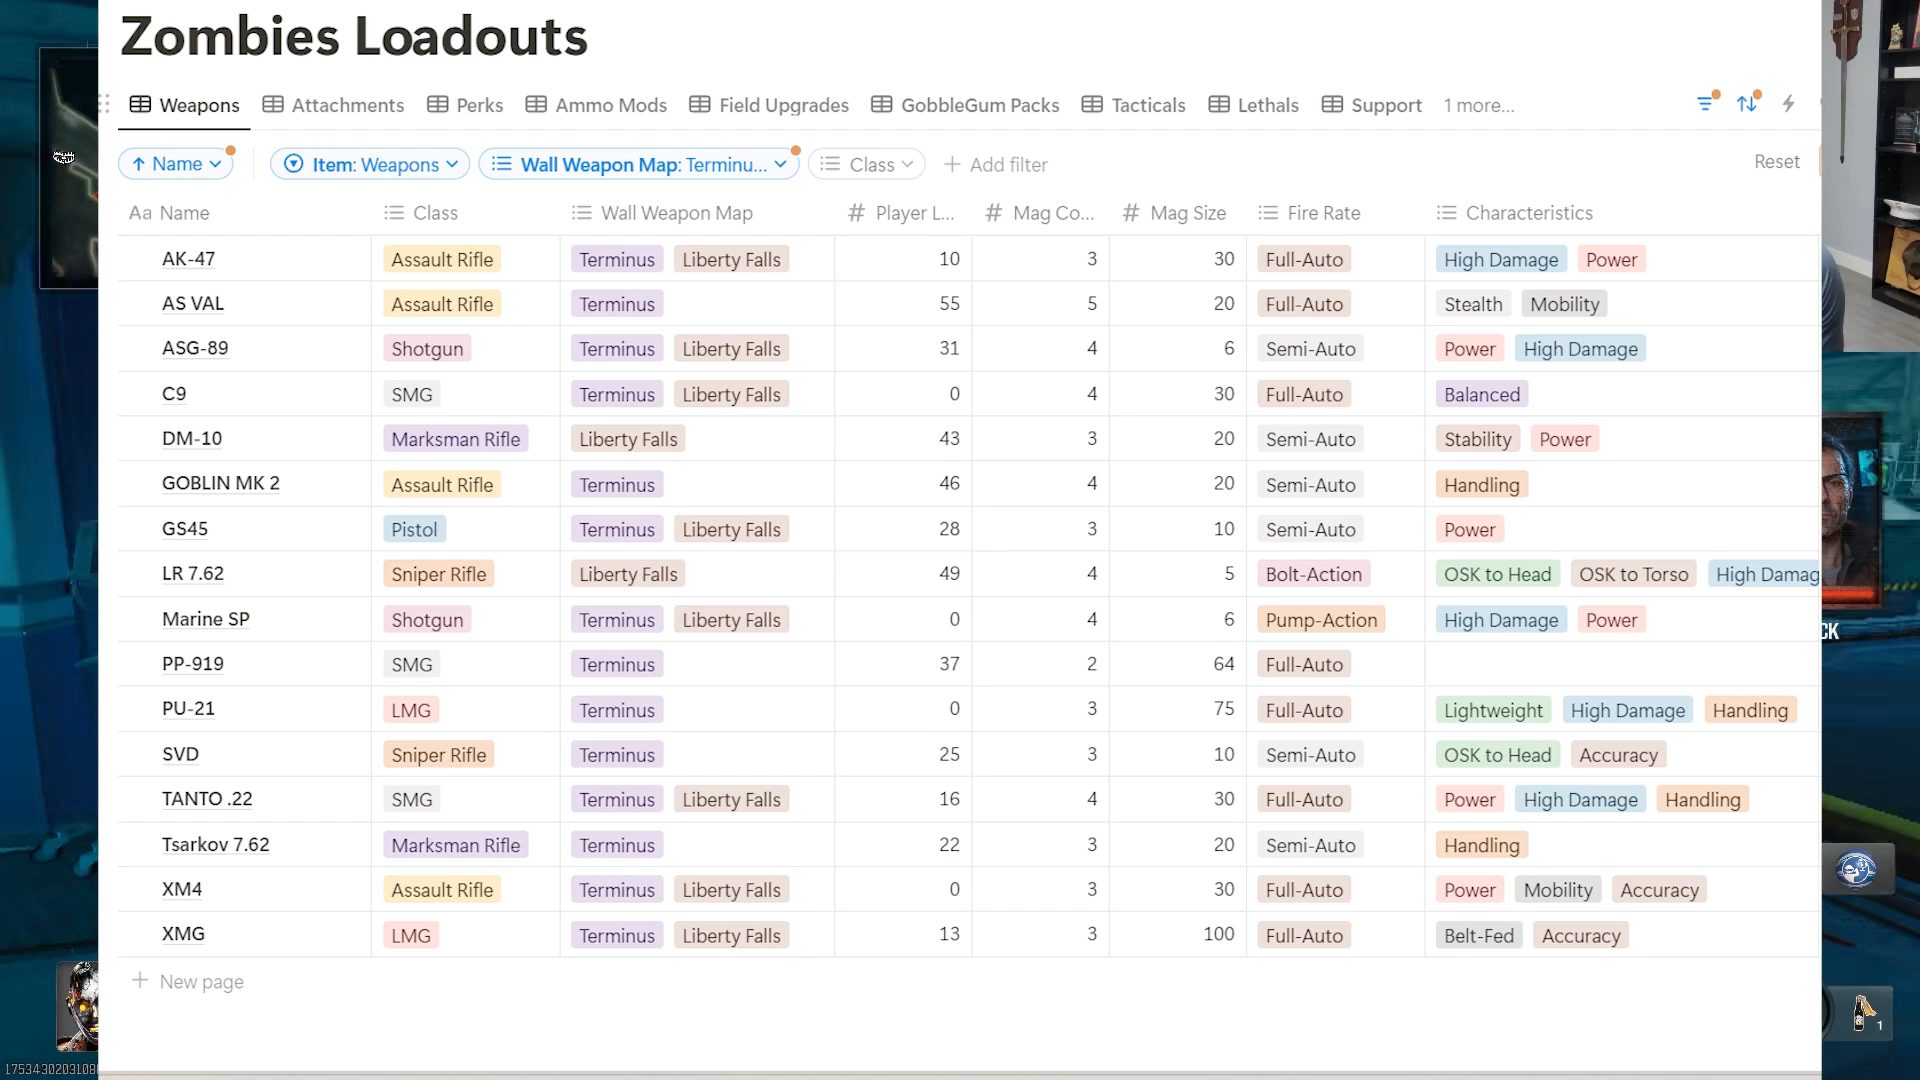 Zombies Loadouts
Weapons Attachments Perks Ammo Mods Field Upgrades GobbleGum Packs Tacticals Lethals Support 1 more...
Name Item: Weapons Wall Weapon Map: Terminu... Class Add filter Reset
Aa Name Class Wall Weapon Map # Player L... # Mag Co... # Mag Size Fire Rate Characteristics
AK-47 Assault Rifle Terminus Liberty Falls 10 3 30 Full-Auto High Damage Power
AS VAL Assault Rifle Terminus 55 5 20 Full-Auto Stealth Mobility
ASG-89 Shotgun Terminus Liberty Falls 31 4 6 Semi-Auto Power High Damage
C9 SMG Terminus Liberty Falls 0 4 30 Full-Auto Balanced
DM-10 Marksman Rifle Liberty Falls 43 3 20 Semi-Auto Stability Power
GOBLIN MK 2 Assault Rifle Terminus 46 4 20 Semi-Auto Handling
GS45 Pistol Terminus Liberty Falls 28 3 10 Semi-Auto Power
LR 7.62 Sniper Rifle Liberty Falls 49 4 5 Bolt-Action OSK to Head OSK to Torso High Damag
Marine SP Shotgun Terminus Liberty Falls 0 4 6 Pump-Action High Damage Power
CK
PP-919 SMG Terminus 37 2 64 Full-Auto
PU-21 LMG Terminus 0 3 75 Full-Auto Lightweight High Damage Handling
SVD Sniper Rifle Terminus 25 3 10 Semi-Auto OSK to Head Accuracy
TANTO .22 SMG Terminus Liberty Falls 16 4 30 Full-Auto Power High Damage Handling
Tsarkov 7.62 Marksman Rifle Terminus 22 3 20 Semi-Auto Handling
XM4 Assault Rifle Terminus Liberty Falls 0 3 30 Full-Auto Power Mobility Accuracy
XMG LMG Terminus Liberty Falls 13 3 100 Full-Auto Belt-Fed Accuracy
New page
1